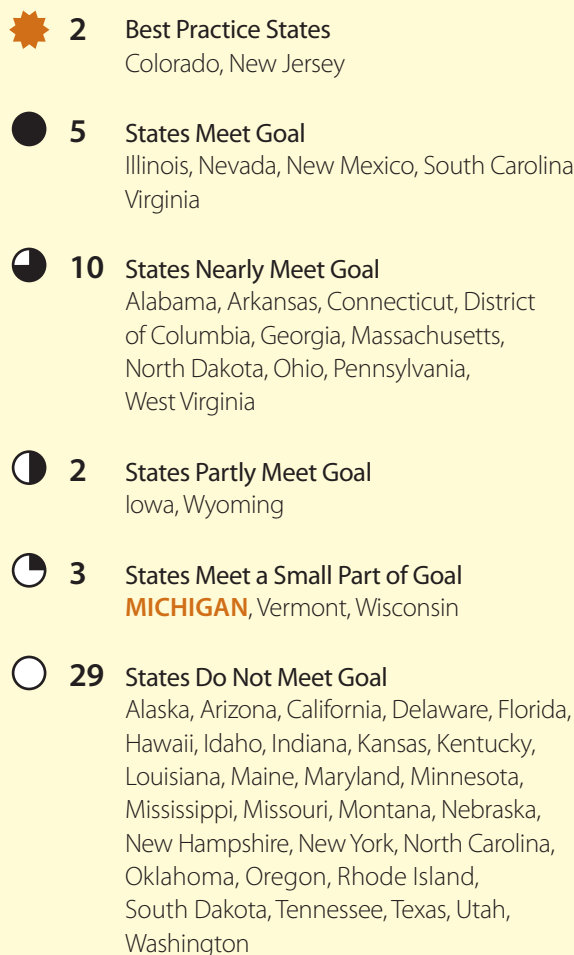 2 Best Practice States
Colorado, New Jersey
5 States Meet Goal
Illinois, Nevada, New Mexico, South Carolina
Virginia
10 States Nearly Meet Goal
Alabama, Arkansas, Connecticut, District
of Columbia, Georgia, Massachusetts,
North Dakota, Ohio, Pennsylvania,
West Virginia
2 States Partly Meet Goal
Iowa, Wyoming
3 States Meet a Small Part of Goal
MICHIGAN, Vermont, Wisconsin
29 States Do Not Meet Goal
Alaska, Arizona, California, Delaware, Florida,
Hawaii, Idaho, Indiana, Kansas, Kentucky,
Louisiana, Maine, Maryland, Minnesota,
Mississippi, Missouri, Montana, Nebraska,
New Hampshire, New York, North Carolina,
Oklahoma, Oregon, Rhode Island,
South Dakota, Tennessee, Texas, Utah,
Washington